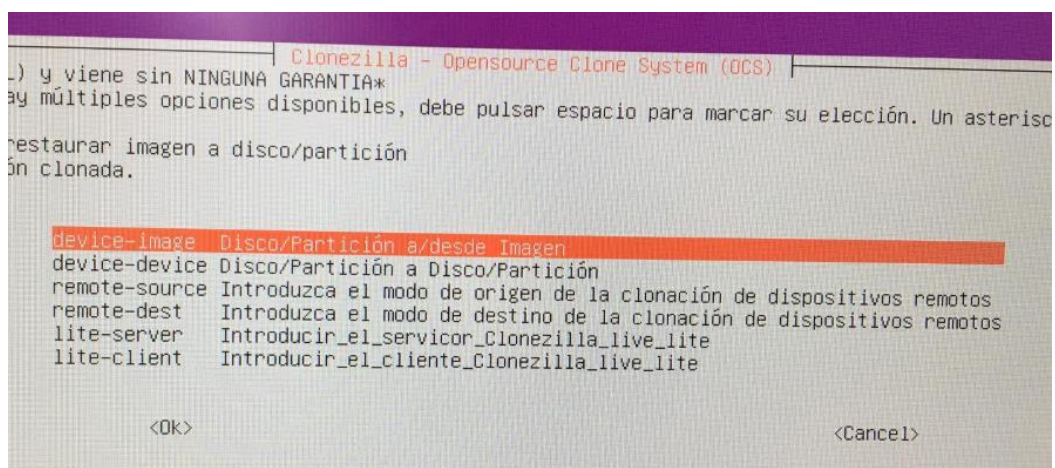 Clonezilla - Opensource Clone System (OCS)
) y viene sin NINGUNA GARANTIA*
ay múltiples opciones disponibles, debe pulsar espacio para marcar su elección. Un asterisc
restaurar imagen a disco/partición
ón clonada.
device-image Disco/Partición a/desde Imagen
device-device Disco/Partición a Disco/Partición
remote-source Introduzca el modo de origen de la clonación de dispositivos remotos
remote-dest Introduzca el modo de destino de la clonación de dispositivos remotos
lite-server Introducir_el_servicor_Clonezilla_live_lite
lite-client Introducir_el_cliente_Clonezilla_live_lite
<Ok>
<Cancel>